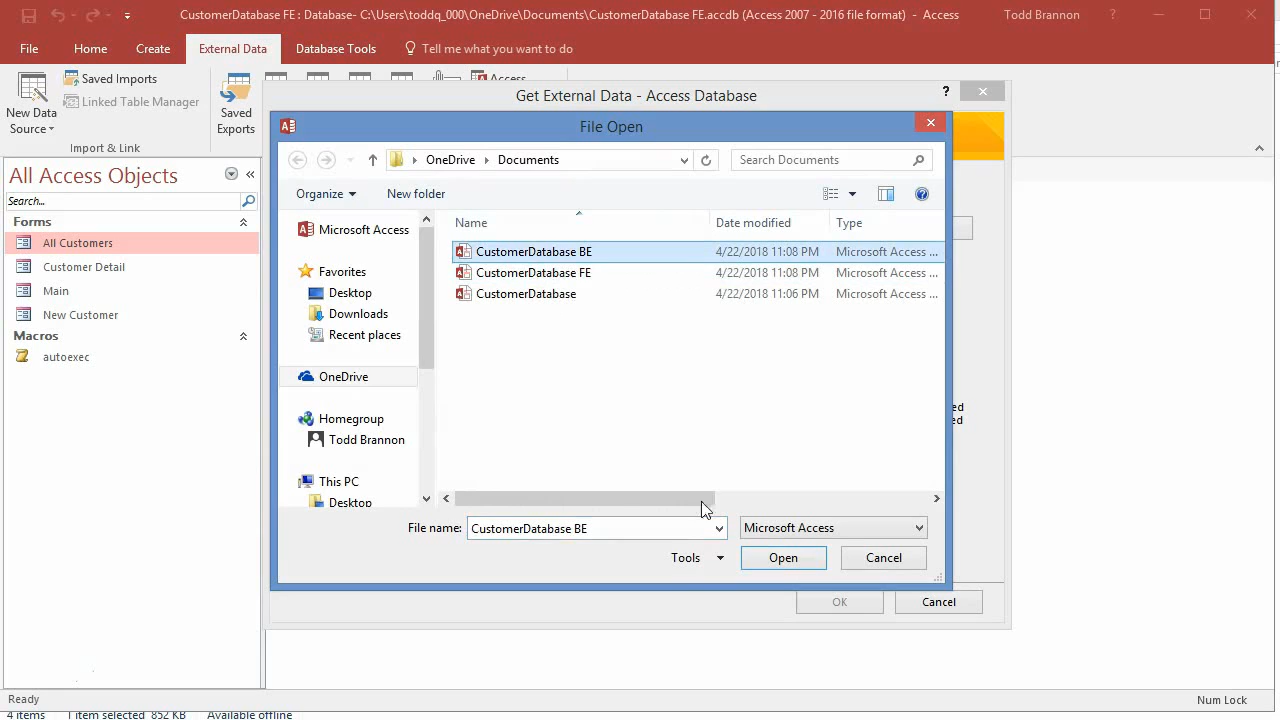 CustomerDatabase FE : Database- C:\Users\toddq_000\OneDrive\Documents\CustomerDatabase FE.accdb (Access 2007 - 2016 file format) - Access
Todd Brannon
?
File
Home
Create
External Data
Database Tools
Tell me what you want to do
New Data
Source
Saved Imports
Linked Table Manager
Import & Link
Saved
Exports
Access
Get External Data - Access Database
?
File Open
OneDrive
Documents
Search Documents
Organize
New folder
Microsoft Access
Favorites
Desktop
Downloads
Recent places
OneDrive
Homegroup
Todd Brannon
This PC
Desktop
Name
Date modified
Type
CustomerDatabase BE
4/22/2018 11:08 PM
Microsoft Access ...
CustomerDatabase FE
4/22/2018 11:08 PM
Microsoft Access ...
CustomerDatabase
4/22/2018 11:06 PM
Microsoft Access ...
File name:
CustomerDatabase BE
Microsoft Access
Tools
Open
Cancel
ed
ed
OK
Cancel
All Access Objects
Search...
Forms
All Customers
Customer Detail
Main
New Customer
Macros
autoexec
Ready
Num Lock
4 items
1 item selected 852 KB
Available offline